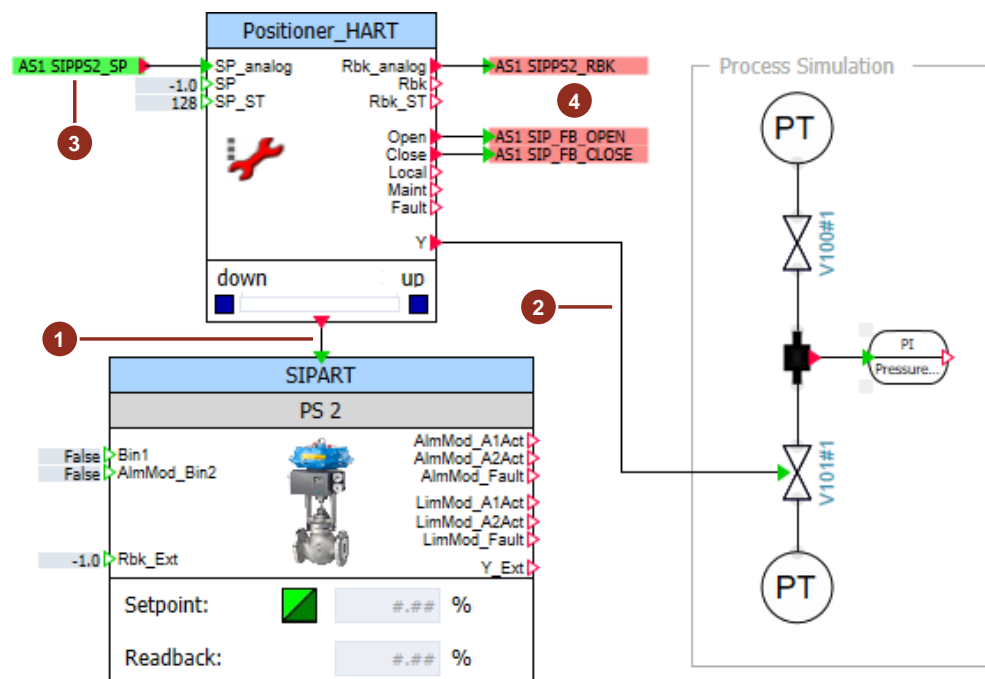 Positioner_HART
AS1 SIPPS2_SP
SP_analog
-1.0
SP
128
SP_ST
3
Rbk_analog
AS1 SIPPS2_RBK
Rbk
Rbk_ST
4
Open
AS1 SIP_FB_OPEN
Close
AS1 SIP_FB_CLOSE
Local
Maint
Fault
Y
down
up
1
2
SIPART
PS 2
False
Bin1
False
AlmMod_Bin2
-1.0
Rbk_Ext
AlmMod_A1Act
AlmMod_A2Act
AlmMod_Fault
LimMod_A1Act
LimMod_A2Act
LimMod_Fault
Y_Ext
Setpoint:
#.##
%
Readback:
#.##
%
Process Simulation
PT
V100#1
PI
Pressure...
V101#1
PT